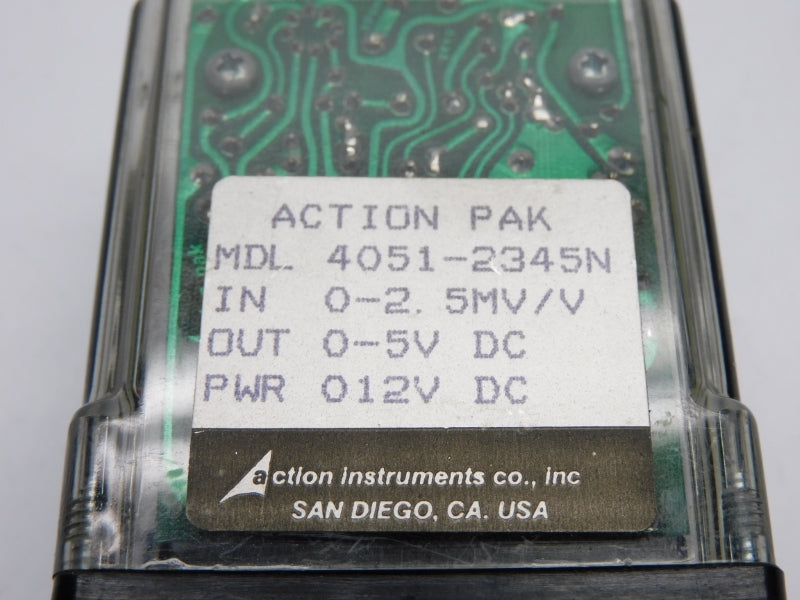 ACTION PAK
MDL. 4051-2345N
IN 0-2.5MV/V
OUT 0-5V DC
PWR 012V DC
action instruments co., inc
SAN DIEGO, CA. USA